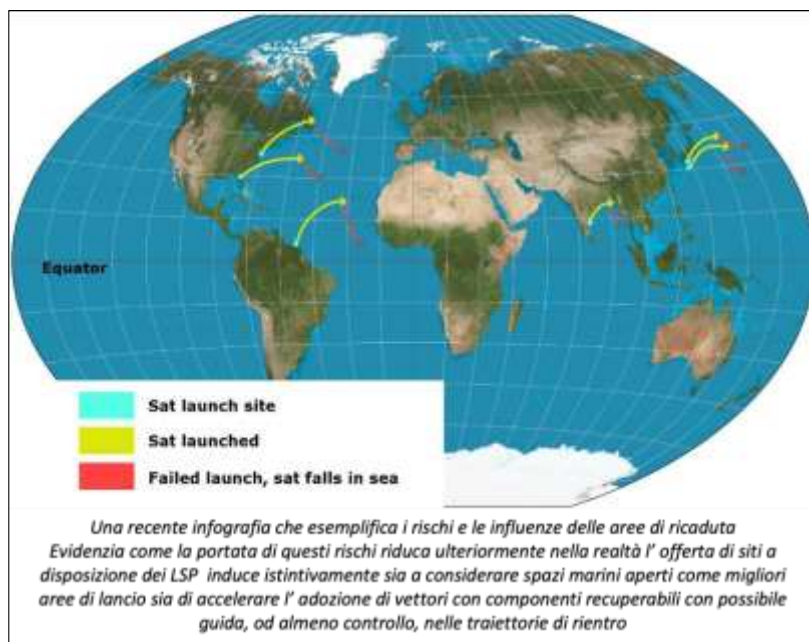 Equator
Sat launch site
Sat launched
Failed launch, sat falls in sea
Una recente infografia che esemplifica i rischi e le influenze delle aree di ricaduta
Evidenzia come la portata di questi rischi riduca ulteriormente nella realtà l' offerta di siti a
disposizione dei LSP induce istintivamente sia a considerare spazi marini aperti come migliori
aree di lancio sia di accelerare l' adozione di vettori con componenti recuperabili con possibile
guida, od almeno controllo, nelle traiettorie di rientro